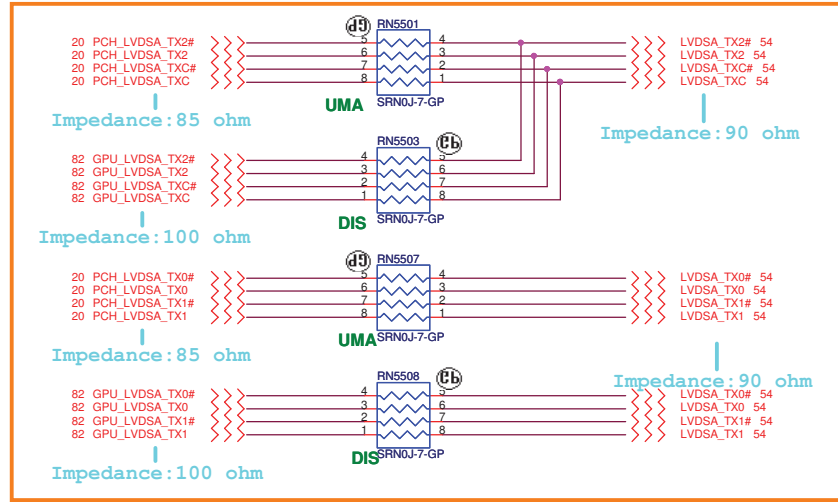 RN5501
20 PCH_LVDSA_TX2# 5 4 LVDSA_TX2# 54
20 PCH_LVDSA_TX2 6 3 LVDSA_TX2 54
20 PCH_LVDSA_TXC# 7 2 LVDSA_TXC# 54
20 PCH_LVDSA_TXC 8 1 LVDSA_TXC 54
UMA SRN0J-7-GP
Impedance:85 ohm
Impedance:90 ohm
RN5503
82 GPU_LVDSA_TX2# 4 5
82 GPU_LVDSA_TX2 3 6
82 GPU_LVDSA_TXC# 2 7
82 GPU_LVDSA_TXC 1 8
DIS SRN0J-7-GP
Impedance:100 ohm
RN5507
20 PCH_LVDSA_TX0# 5 4 LVDSA_TX0# 54
20 PCH_LVDSA_TX0 6 3 LVDSA_TX0 54
20 PCH_LVDSA_TX1# 7 2 LVDSA_TX1# 54
20 PCH_LVDSA_TX1 8 1 LVDSA_TX1 54
UMA SRN0J-7-GP
Impedance:85 ohm
Impedance:90 ohm
RN5508
82 GPU_LVDSA_TX0# 4 5 LVDSA_TX0# 54
82 GPU_LVDSA_TX0 3 6 LVDSA_TX0 54
82 GPU_LVDSA_TX1# 2 7 LVDSA_TX1# 54
82 GPU_LVDSA_TX1 1 8 LVDSA_TX1 54
DIS SRN0J-7-GP
Impedance:100 ohm